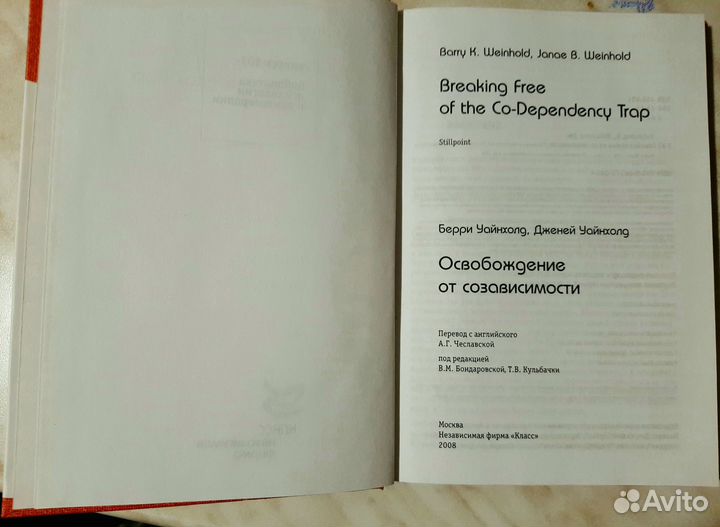 Barry K. Weinhold, Janae B. Weinhold
Breaking Free
of the Co-Dependency Trap
Stillpoint
Берри Уайнхолд, Дженей Уайнхолд
Освобождение
от созависимости
Перевод с английского
А.Г. Чеславской
под редакцией
В.М. Бондаровской, Т.В. Кульбачки
Москва
Независимая фирма «Класс»
2008
Avito